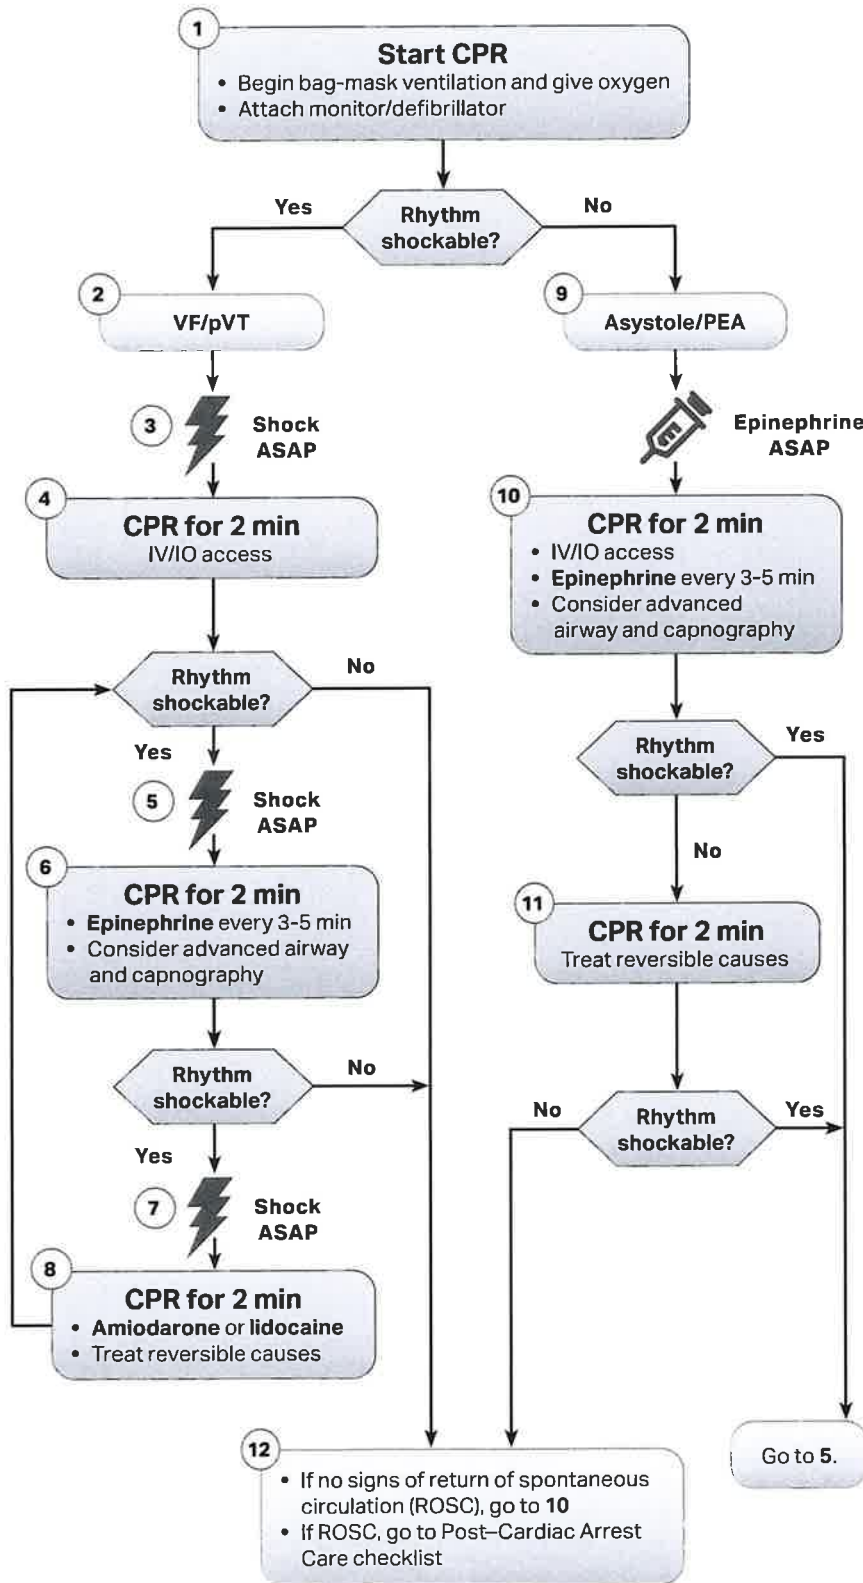 1
Start CPR
• Begin bag-mask ventilation and give oxygen
• Attach monitor/defibrillator
Rhythm
shockable?
Yes
No
2
VF/pVT
3
Shock
ASAP
4
CPR for 2 min
IV/IO access
Rhythm
shockable?
No
Yes
5
Shock
ASAP
6
CPR for 2 min
• Epinephrine every 3-5 min
• Consider advanced airway
and capnography
Rhythm
shockable?
No
Yes
7
Shock
ASAP
8
CPR for 2 min
• Amiodarone or lidocaine
• Treat reversible causes
9
Asystole/PEA
Epinephrine
ASAP
10
CPR for 2 min
• IV/IO access
• Epinephrine every 3-5 min
• Consider advanced
airway and capnography
Rhythm
shockable?
Yes
No
11
CPR for 2 min
Treat reversible causes
Rhythm
shockable?
No
Yes
12
• If no signs of return of spontaneous
circulation (ROSC), go to 10
• If ROSC, go to Post–Cardiac Arrest
Care checklist
Go to 5.